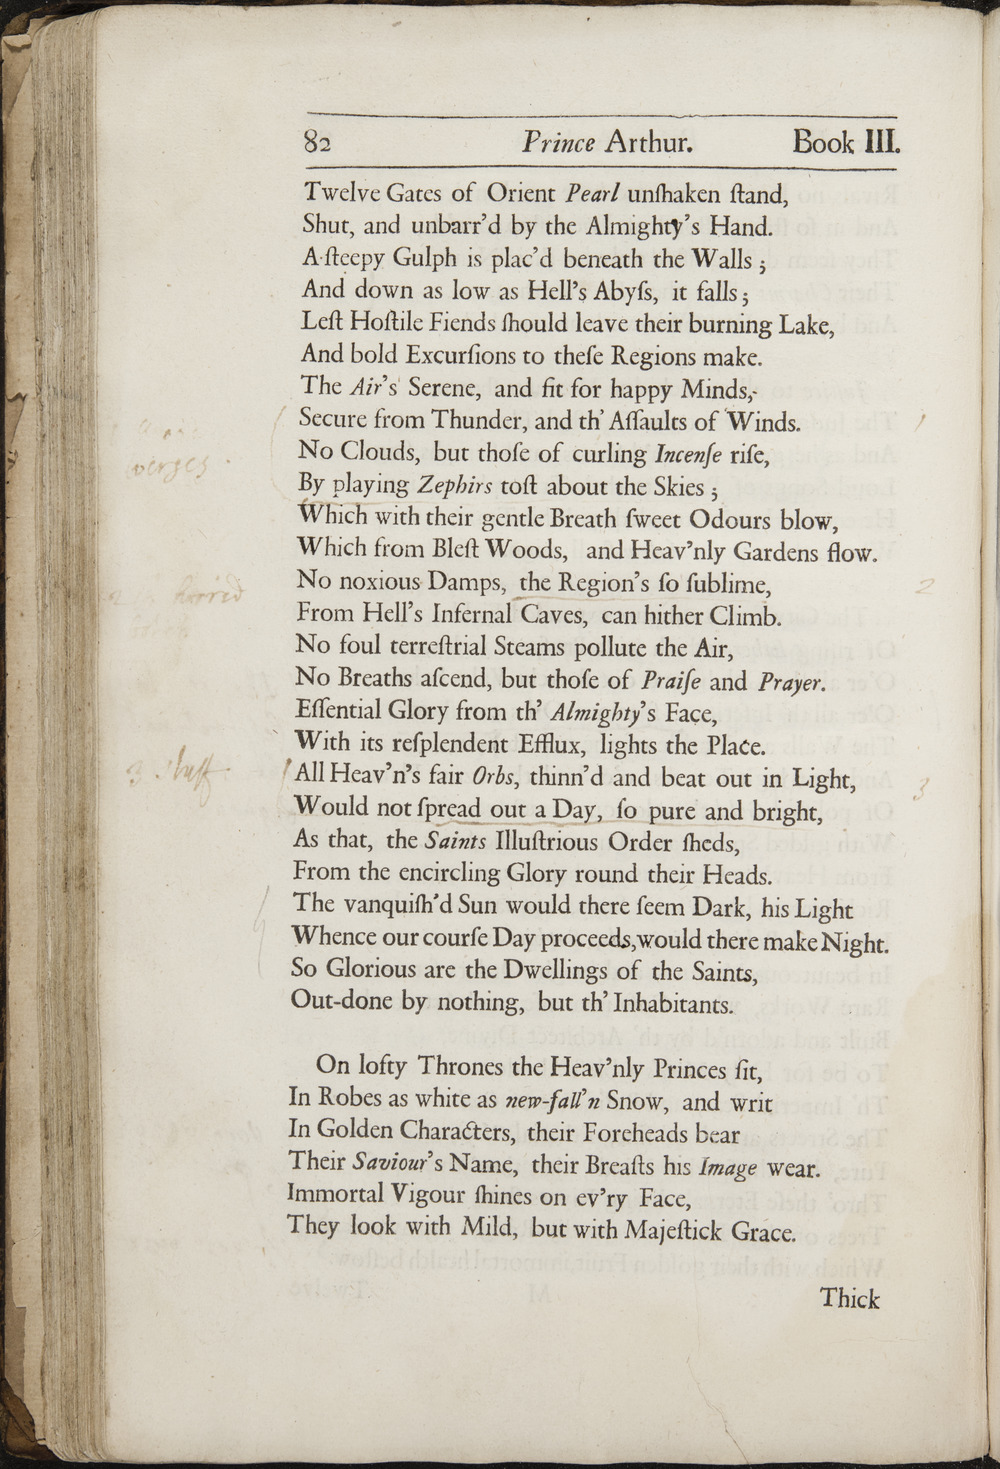 82 Prince Arthur. Book III.
Twelve Gates of Orient Pearl unſhaken ſtand,
Shut, and unbarr'd by the Almighty's Hand.
A ſteepy Gulph is plac'd beneath the Walls;
And down as low as Hell's Abyſs, it falls;
Leſt Hoſtile Fiends ſhould leave their burning Lake,
And bold Excurſions to theſe Regions make.
The Air's Serene, and fit for happy Minds,
Secure from Thunder, and th' Aſſaults of Winds. 1
No Clouds, but thoſe of curling Incenſe riſe,
verses
By playing Zephirs toſt about the Skies;
Which with their gentle Breath ſweet Odours blow,
Which from Bleſt Woods, and Heav'nly Gardens flow.
No noxious Damps, the Region's ſo ſublime, 2
2 horrid
From Hell's Infernal Caves, can hither Climb.
No foul terreſtrial Steams pollute the Air,
No Breaths aſcend, but thoſe of Praiſe and Prayer.
Eſſential Glory from th' Almighty's Face,
With its reſplendent Efflux, lights the Place.
3 stuff
All Heav'n's fair Orbs, thinn'd and beat out in Light, 3
Would not ſpread out a Day, ſo pure and bright,
As that, the Saints Illuſtrious Order ſheds,
From the encircling Glory round their Heads.
The vanquiſh'd Sun would there ſeem Dark, his Light
Whence our courſe Day proceeds, would there make Night.
So Glorious are the Dwellings of the Saints,
Out-done by nothing, but th' Inhabitants.
On lofty Thrones the Heav'nly Princes ſit,
In Robes as white as new-fall'n Snow, and writ
In Golden Characters, their Foreheads bear
Their Saviour's Name, their Breaſts his Image wear.
Immortal Vigour ſhines on ev'ry Face,
They look with Mild, but with Majeſtick Grace.
Thick